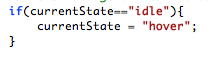 if(currentState=="idle"){
    currentState = "hover";
}